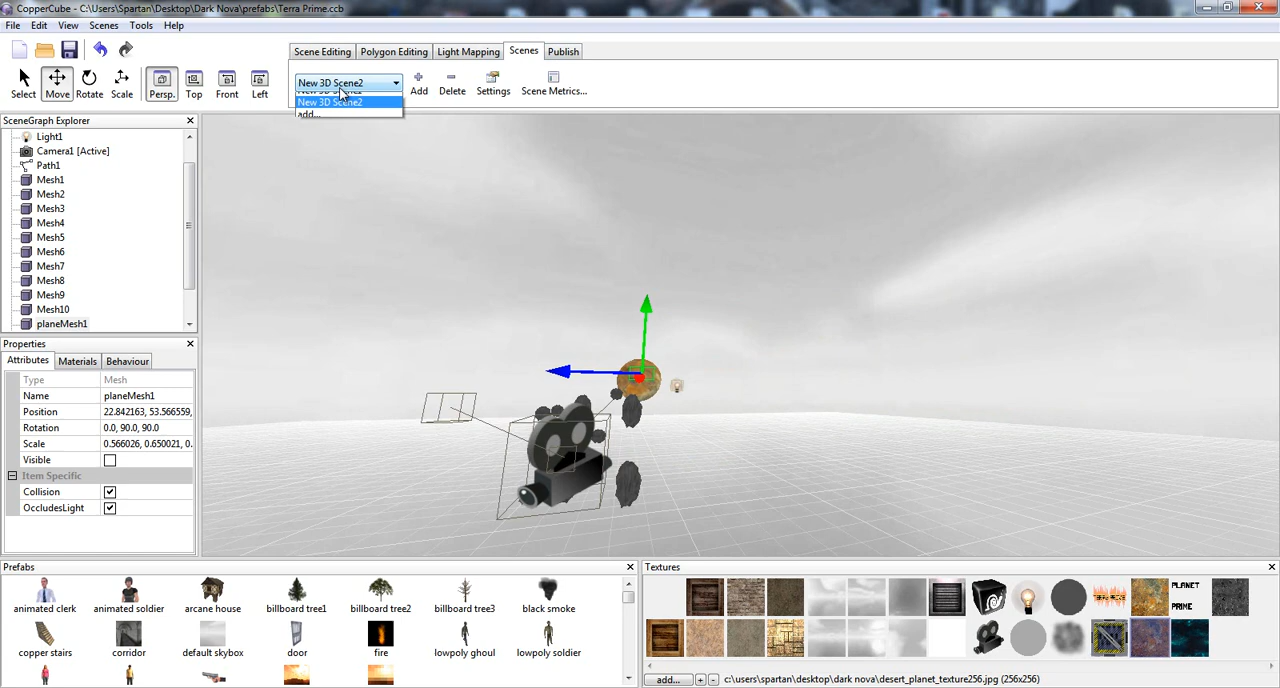 CopperCube - C:\Users\Spartan\Desktop\Dark Nova\prefabs\Terra Prime.ccb
File Edit View Scenes Tools Help
Scene Editing Polygon Editing Light Mapping Scenes Publish
New 3D Scene2
Select Move Rotate Scale Persp. Top Front Left Add Delete Settings Scene Metrics...
New 3D Scene2
add...
SceneGraph Explorer
Light1
Camera1 [Active]
Path1
Mesh1
Mesh2
Mesh3
Mesh4
Mesh5
Mesh6
Mesh7
Mesh8
Mesh9
Mesh10
planeMesh1
Properties
Attributes Materials Behaviour
Type Mesh
Name planeMesh1
Position 22.842163, 53.566559,
Rotation 0.0, 90.0, 90.0
Scale 0.566026, 0.650021, 0.
Visible
Item Specific
Collision
OccludesLight
Prefabs
animated clerk animated soldier arcane house billboard tree1 billboard tree2 billboard tree3 black smoke
copper stairs corridor default skybox door fire lowpoly ghoul lowpoly soldier
Textures
PLANET
PRIME
add... + - c:\users\spartan\desktop\dark nova\desert_planet_texture256.jpg (256x256)